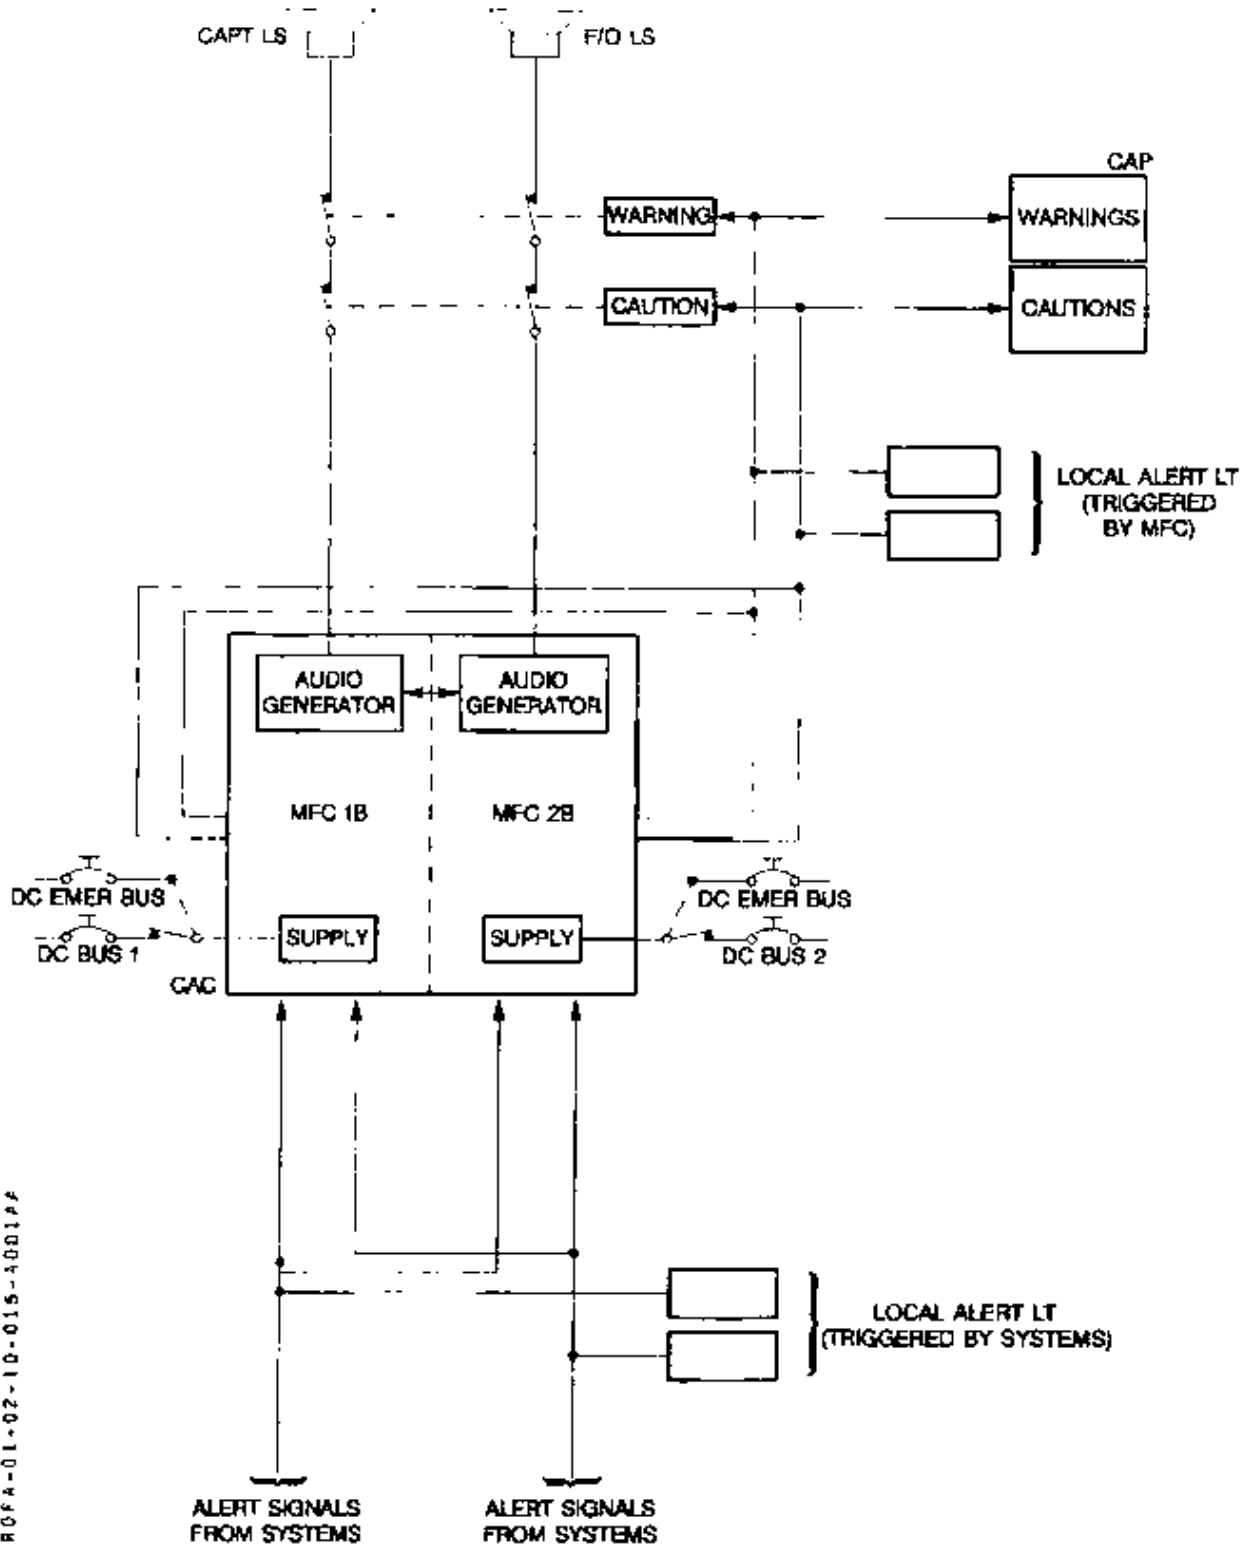 CAPT LS
F/O LS
CAP
WARNING
WARNINGS
CAUTION
CAUTIONS
LOCAL ALERT LT
(TRIGGERED
BY MFC)
AUDIO
GENERATOR
AUDIO
GENERATOR
MFC 1B
MFC 2B
DC EMER BUS
DC EMER BUS
SUPPLY
SUPPLY
DC BUS 1
DC BUS 2
CAC
LOCAL ALERT LT
(TRIGGERED BY SYSTEMS)
ALERT SIGNALS
FROM SYSTEMS
ALERT SIGNALS
FROM SYSTEMS